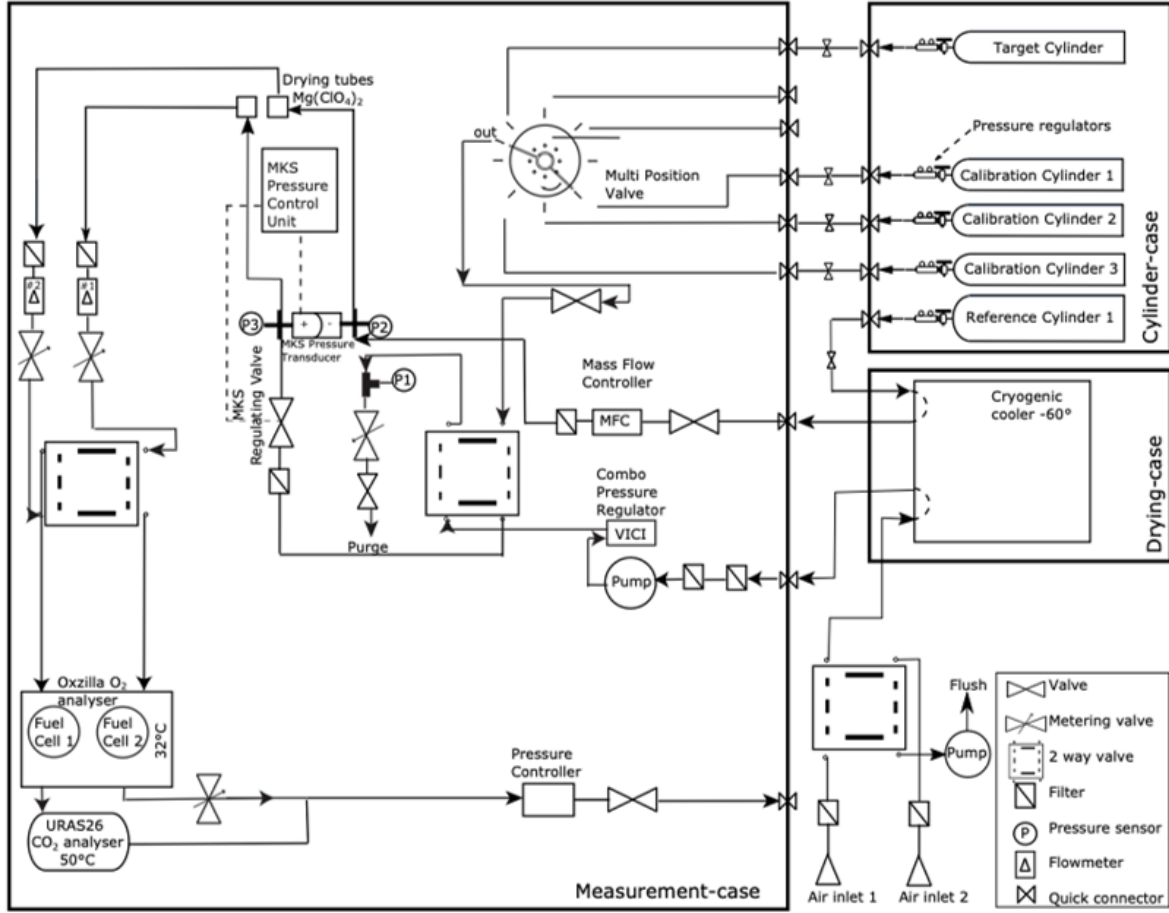 Target Cylinder
Drying tubes
Mg(ClO4)2
out
Pressure regulators
MKS
Pressure
Control
Unit
Multi Position
Valve
Calibration Cylinder 1
Calibration Cylinder 2
Calibration Cylinder 3
Reference Cylinder 1
Cylinder-case
#2
#1
P3
+
-
P2
MKS Pressure
Transducer
MKS
Regulating Valve
P1
Mass Flow
Controller
MFC
Cryogenic
cooler -60°
Drying-case
Combo
Pressure
Regulator
VICI
Purge
Pump
Oxzilla O2
analyser
Fuel
Cell 1
Fuel
Cell 2
32°C
Pressure
Controller
URAS26
CO2 analyser
50°C
Measurement-case
Flush
Pump
Air inlet 1
Air inlet 2
Valve
Metering valve
2 way valve
Filter
P
Pressure sensor
Flowmeter
Quick connector